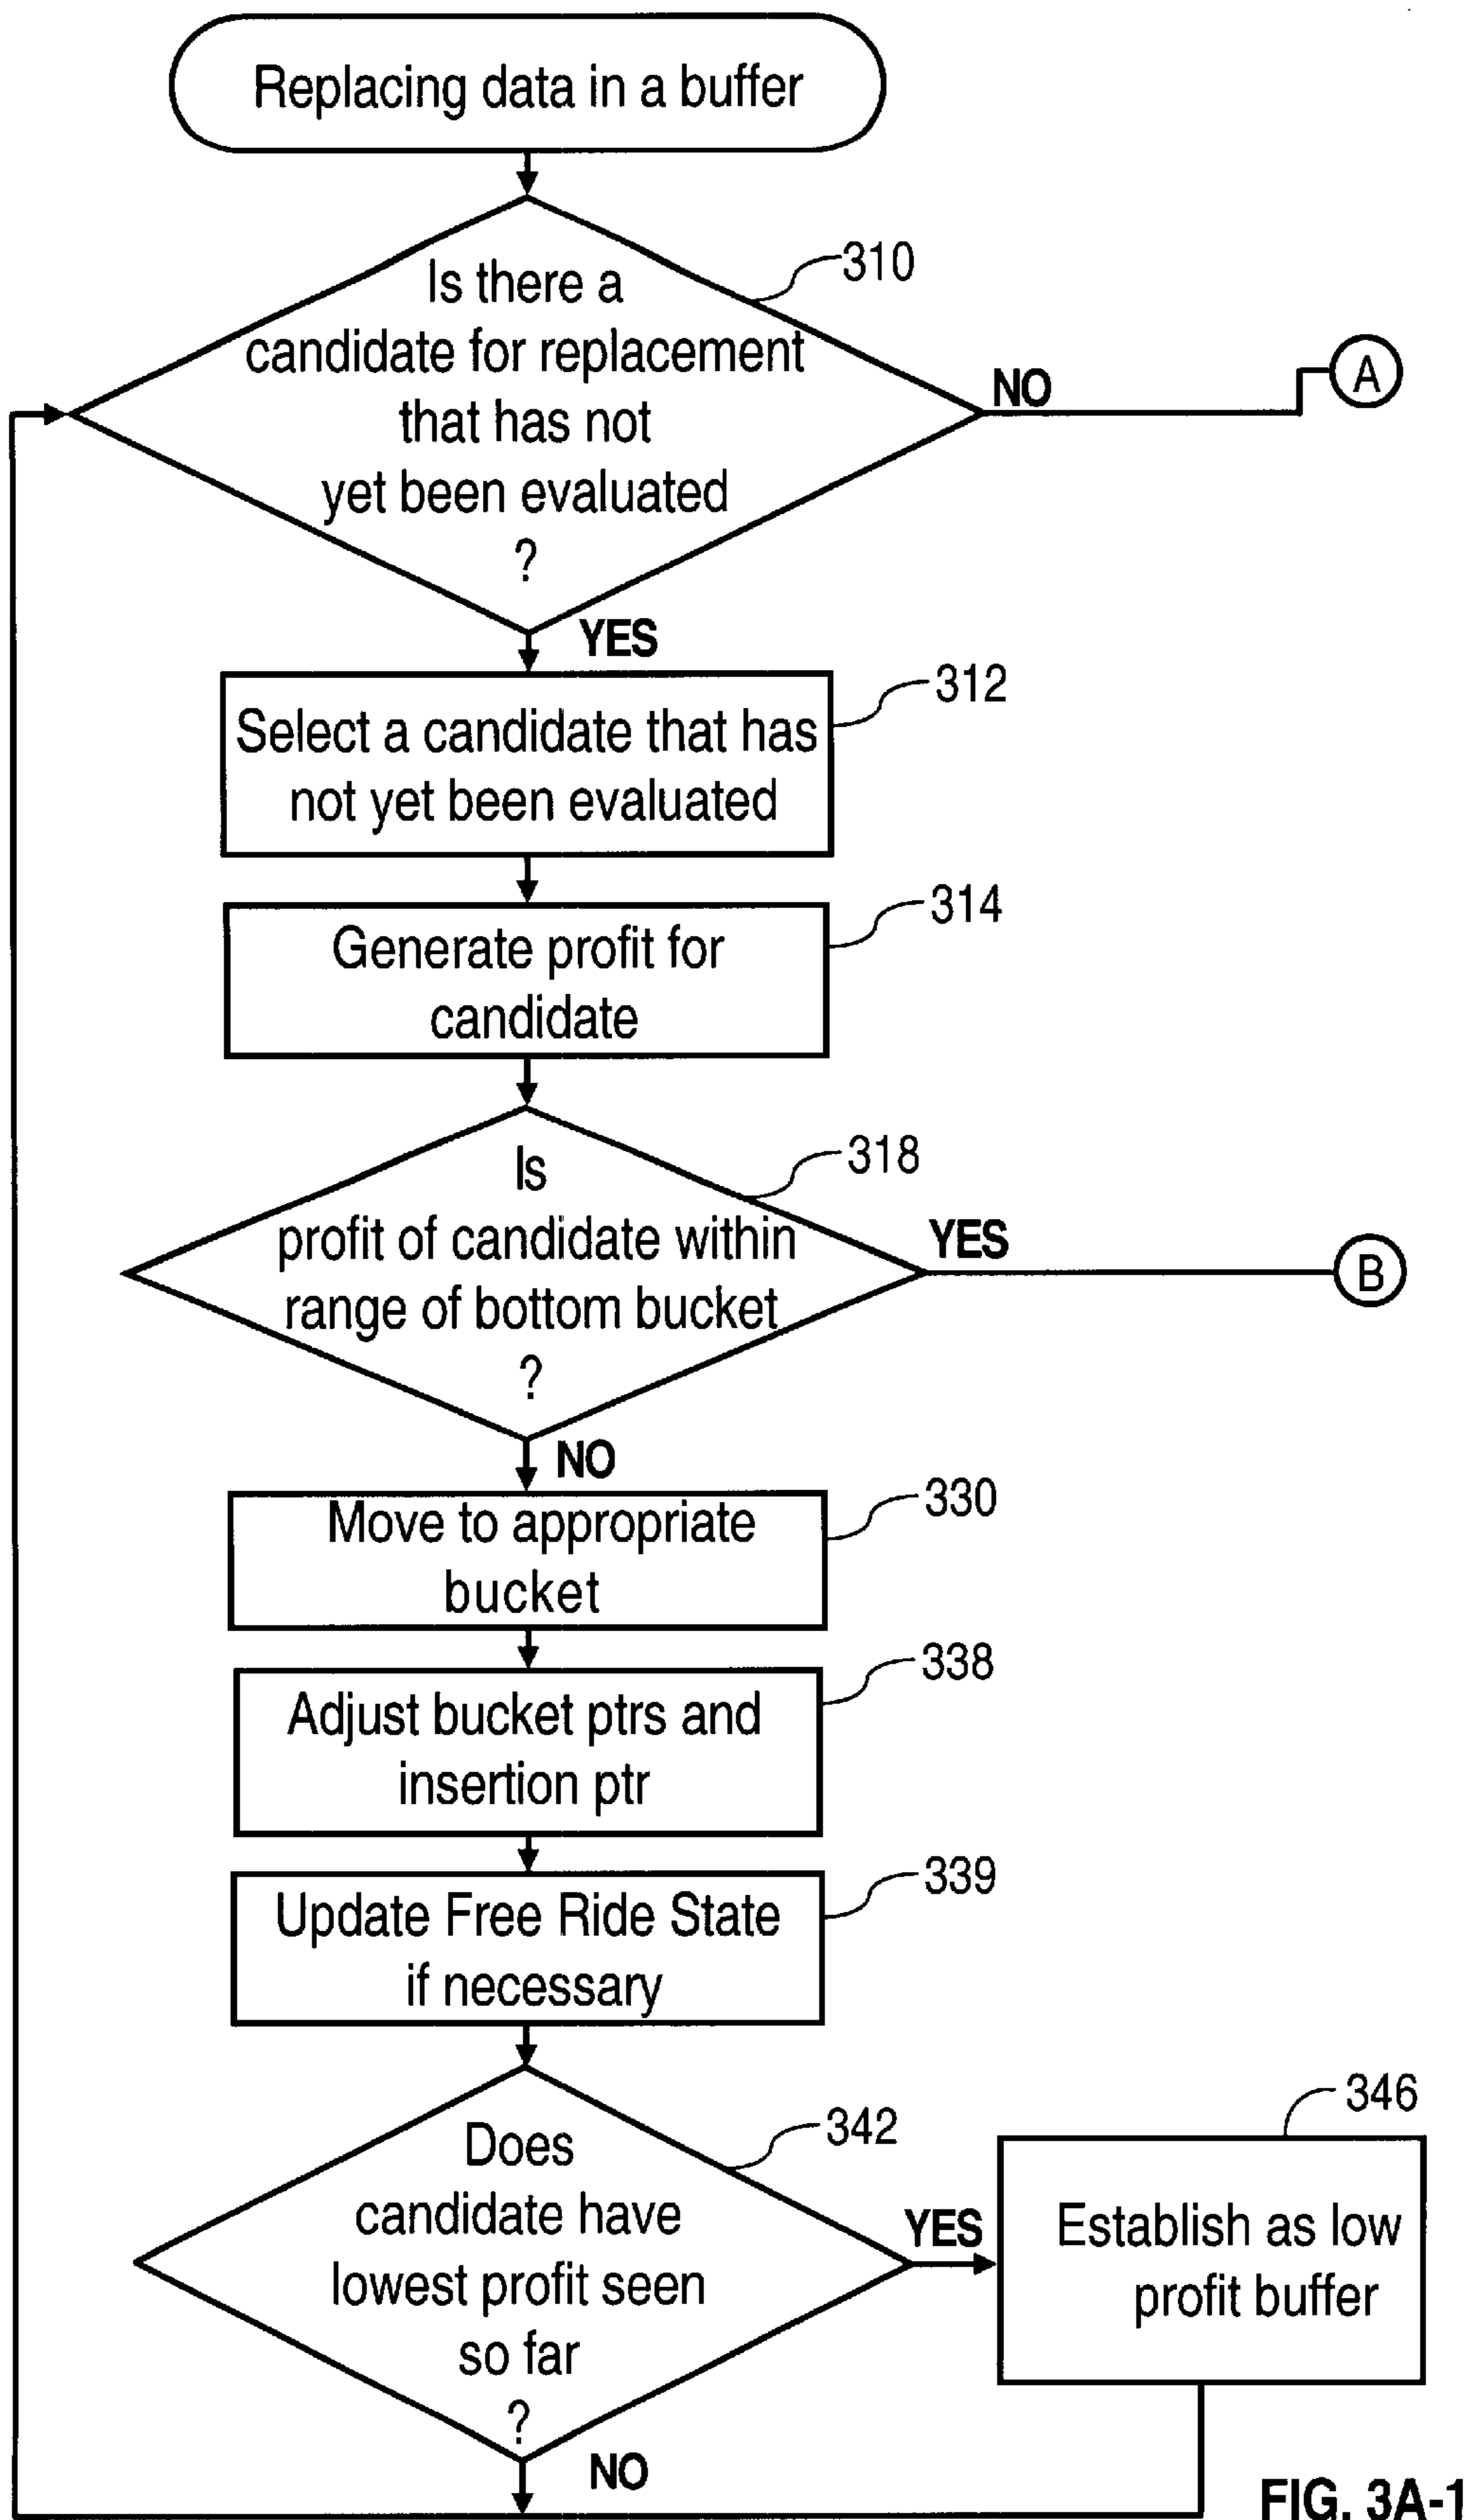 Replacing data in a buffer
310
Is there a
candidate for replacement
that has not
yet been evaluated
?
NO
A
YES
312
Select a candidate that has
not yet been evaluated
314
Generate profit for
candidate
318
Is
profit of candidate within
range of bottom bucket
?
YES
B
NO
330
Move to appropriate
bucket
338
Adjust bucket ptrs and
insertion ptr
339
Update Free Ride State
if necessary
342
Does
candidate have
lowest profit seen
so far
?
YES
346
Establish as low
profit buffer
NO
FIG. 3A-1